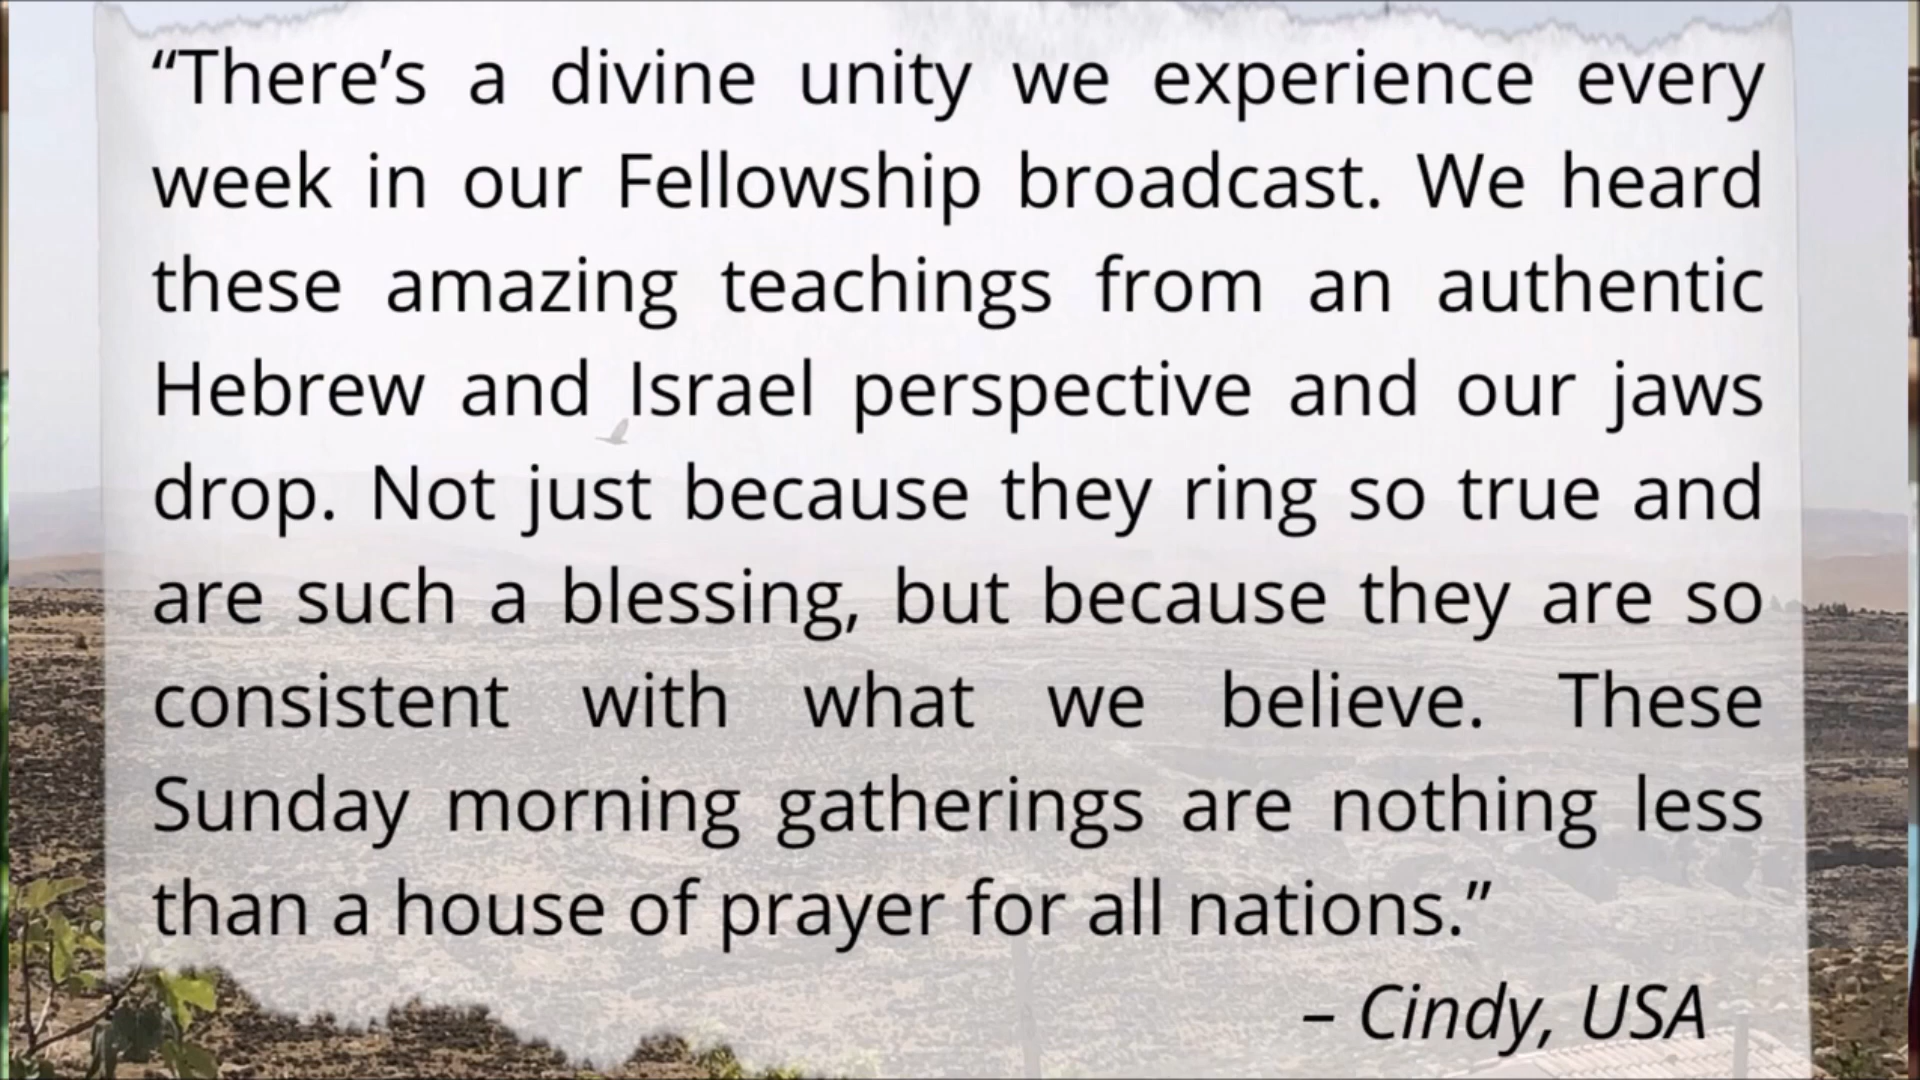 “There’s a divine unity we experience every
week in our Fellowship broadcast. We heard
these amazing teachings from an authentic
Hebrew and Israel perspective and our jaws
drop. Not just because they ring so true and
are such a blessing, but because they are so
consistent with what we believe. These
Sunday morning gatherings are nothing less
than a house of prayer for all nations.”
– Cindy, USA